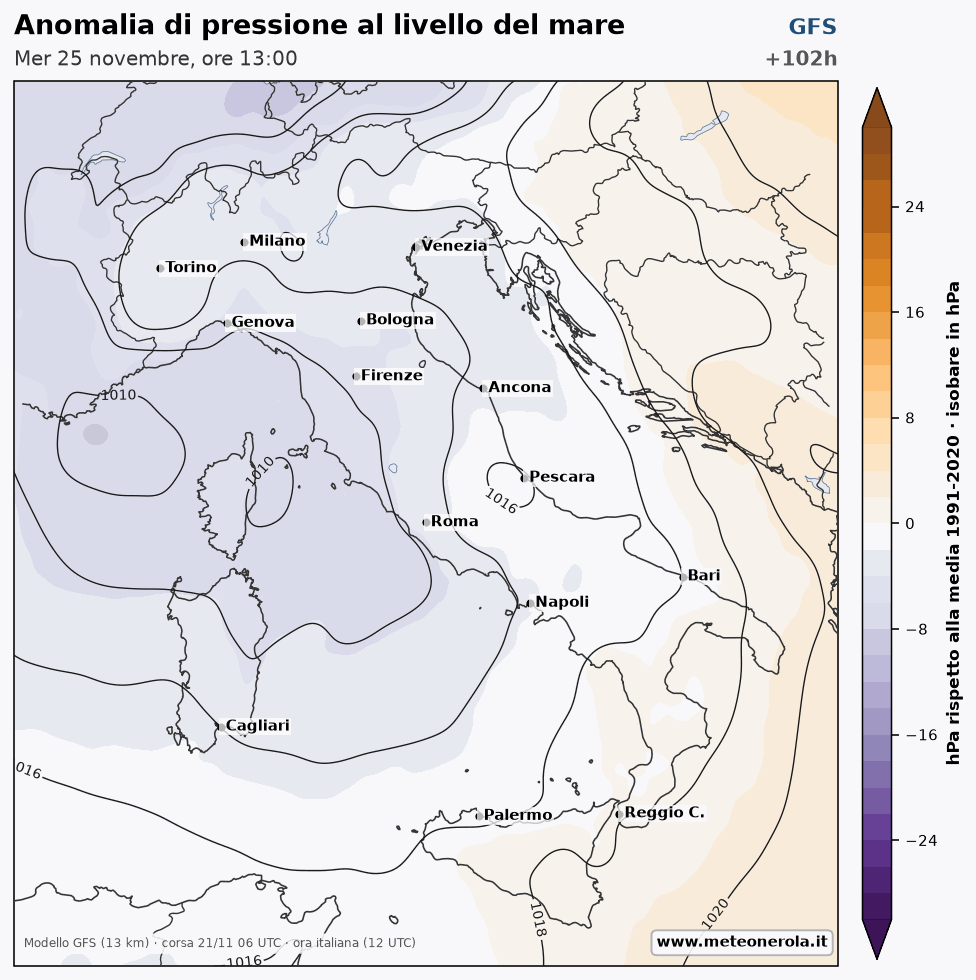 Anomalia di pressione al livello del mare
GFS
Mer 25 novembre, ore 13:00
+102h
Milano
Venezia
Torino
Genova
Bologna
Firenze
Ancona
1010
1010
Pescara
1016
Roma
Bari
Napoli
Cagliari
016
Palermo
Reggio C.
1018
1020
1016
Modello GFS (13 km) · corsa 21/11 06 UTC · ora italiana (12 UTC)
www.meteonerola.it
24
16
8
0
−8
−16
−24
hPa rispetto alla media 1991-2020 · isobare in hPa